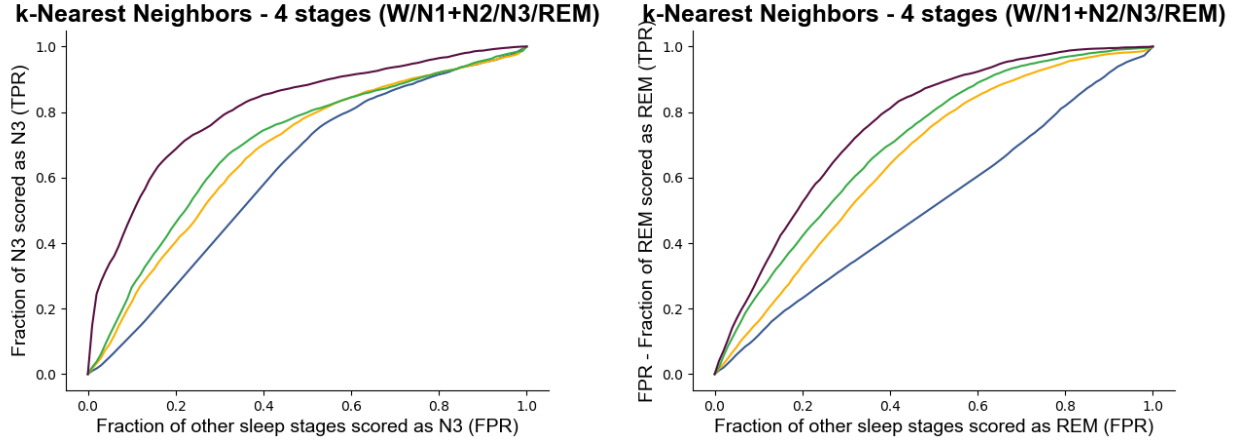 k-Nearest Neighbors - 4 stages (W/N1+N2/N3/REM)
Fraction of N3 scored as N3 (TPR)
1.0
0.8
0.6
0.4
0.2
0.0
0.0 0.2 0.4 0.6 0.8 1.0
Fraction of other sleep stages scored as N3 (FPR)
k-Nearest Neighbors - 4 stages (W/N1+N2/N3/REM)
FPR - Fraction of REM scored as REM (TPR)
1.0
0.8
0.6
0.4
0.2
0.0
0.0 0.2 0.4 0.6 0.8 1.0
Fraction of other sleep stages scored as REM (FPR)